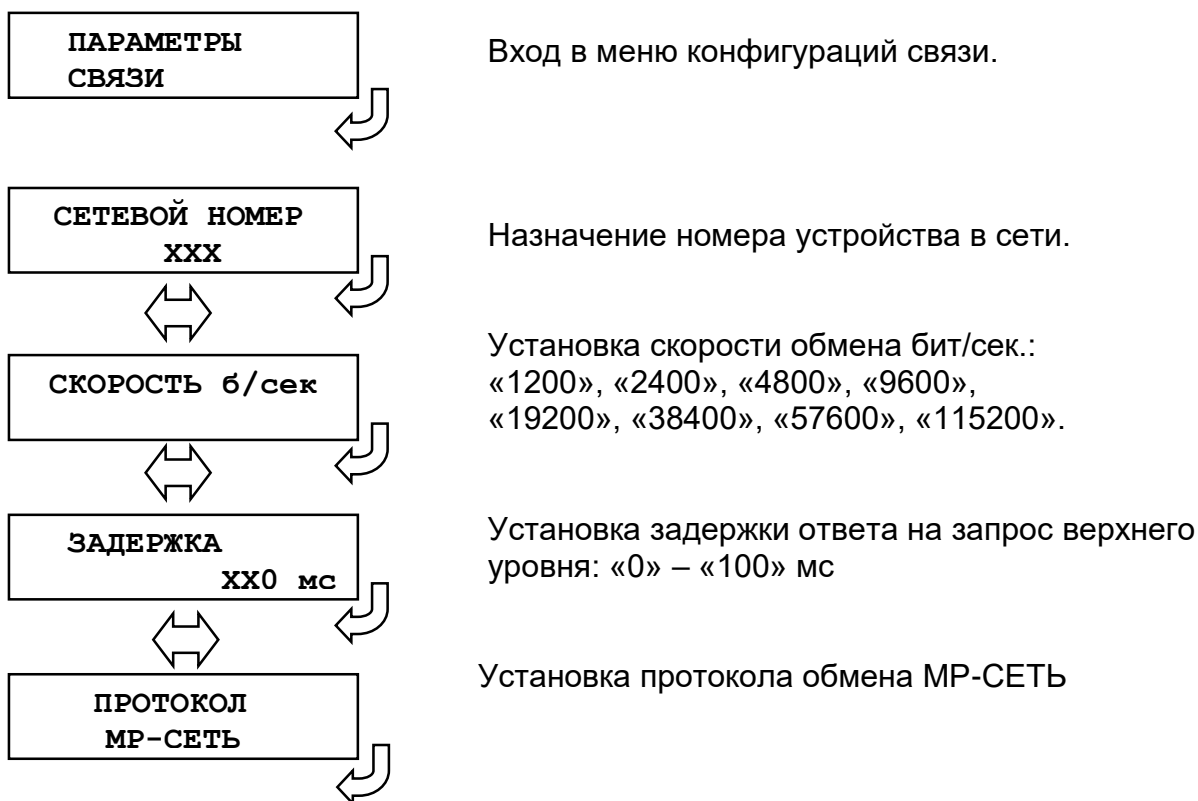 ПАРАМЕТРЫ
СВЯЗИ
Вход в меню конфигураций связи.
СЕТЕВОЙ НОМЕР
XXX
Назначение номера устройства в сети.
СКОРОСТЬ б/сек
Установка скорости обмена бит/сек.:
«1200», «2400», «4800», «9600»,
«19200», «38400», «57600», «115200».
ЗАДЕРЖКА
XX0 мс
Установка задержки ответа на запрос верхнего
уровня: «0» – «100» мс
ПРОТОКОЛ
МР-СЕТЬ
Установка протокола обмена МР-СЕТЬ